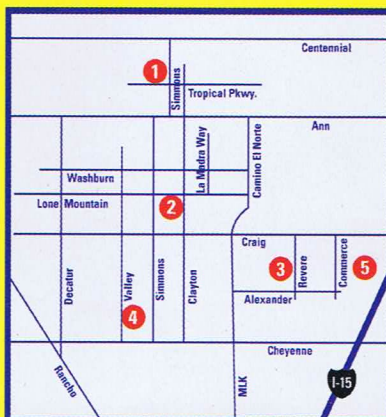 Centennial
1
Simmons
Tropical Pkwy.
Ann
La Madra Way
Camino El Norte
Washburn
Lone Mountain
2
Craig
Decatur
Valley
Simmons
Clayton
3
Revere
Commerce
5
4
Alexander
Cheyenne
Rancho
MLK
I-15